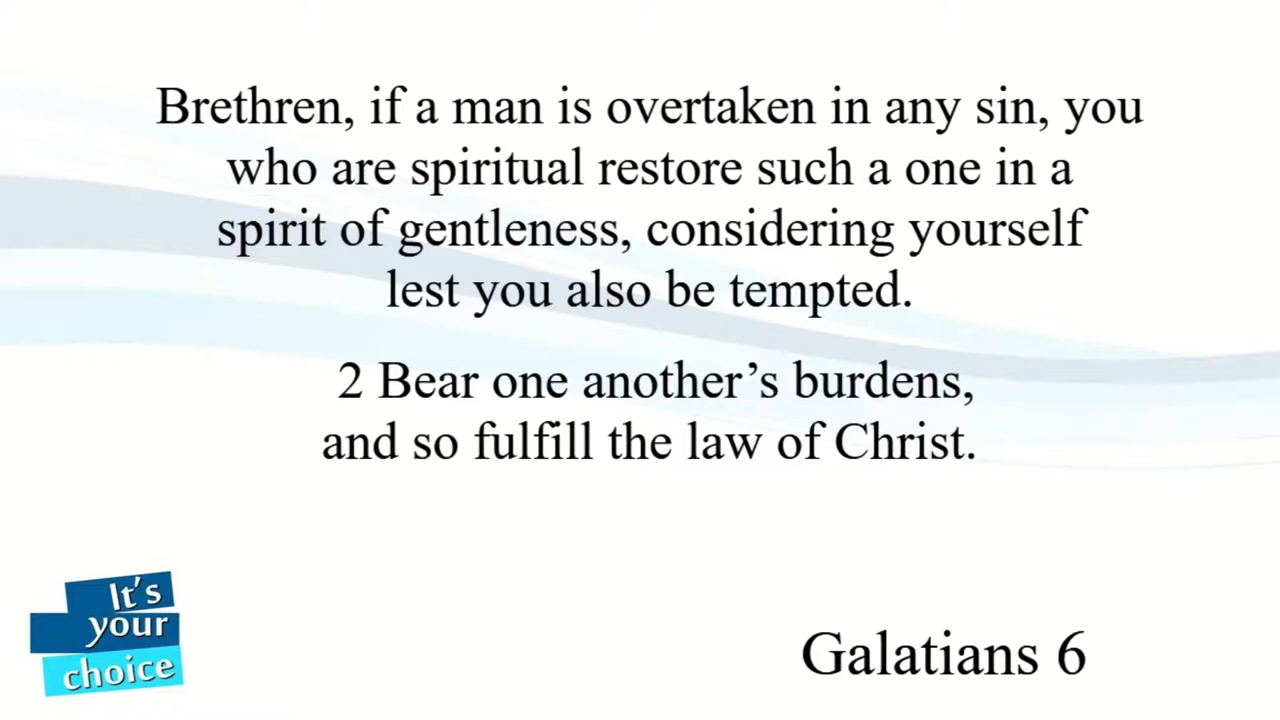 Brethren, if a man is overtaken in any sin, you
who are spiritual restore such a one in a
spirit of gentleness, considering yourself
lest you also be tempted.
2 Bear one another’s burdens,
and so fulfill the law of Christ.
It's
your
choice
Galatians 6